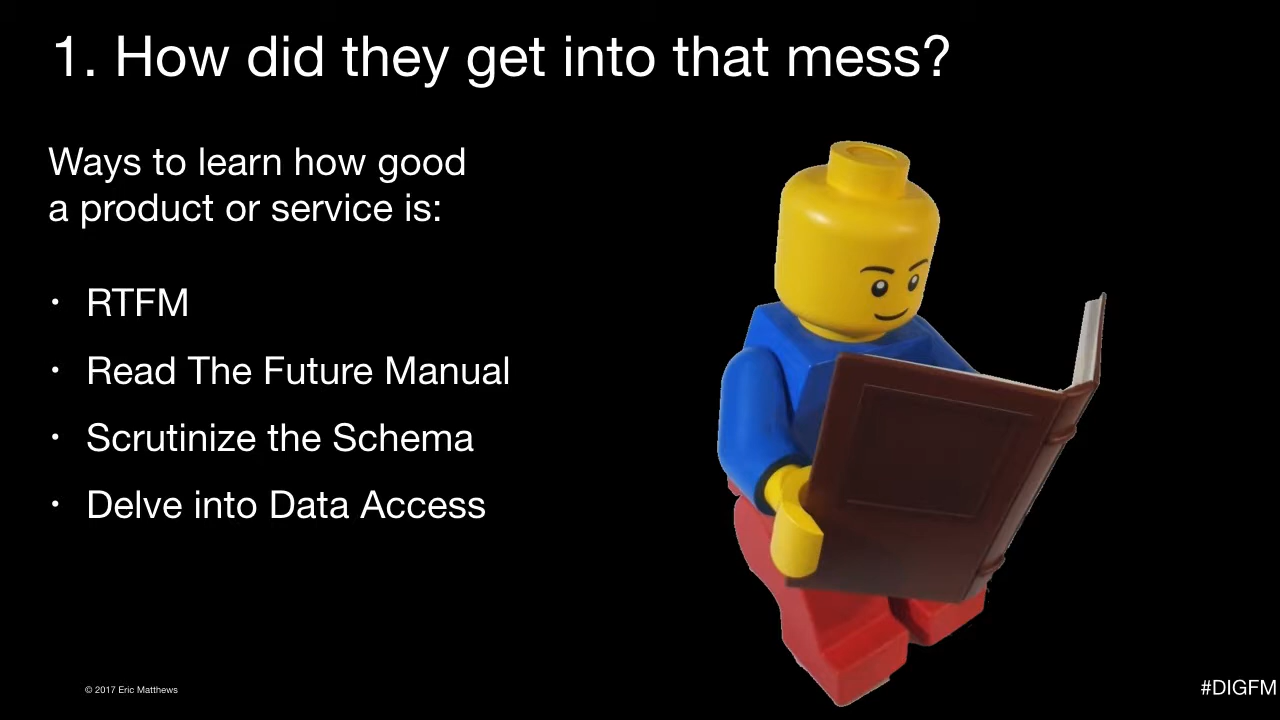 1. How did they get into that mess?
Ways to learn how good
a product or service is:
• RTFM
• Read The Future Manual
• Scrutinize the Schema
• Delve into Data Access
© 2017 Eric Matthews
#DIGFM